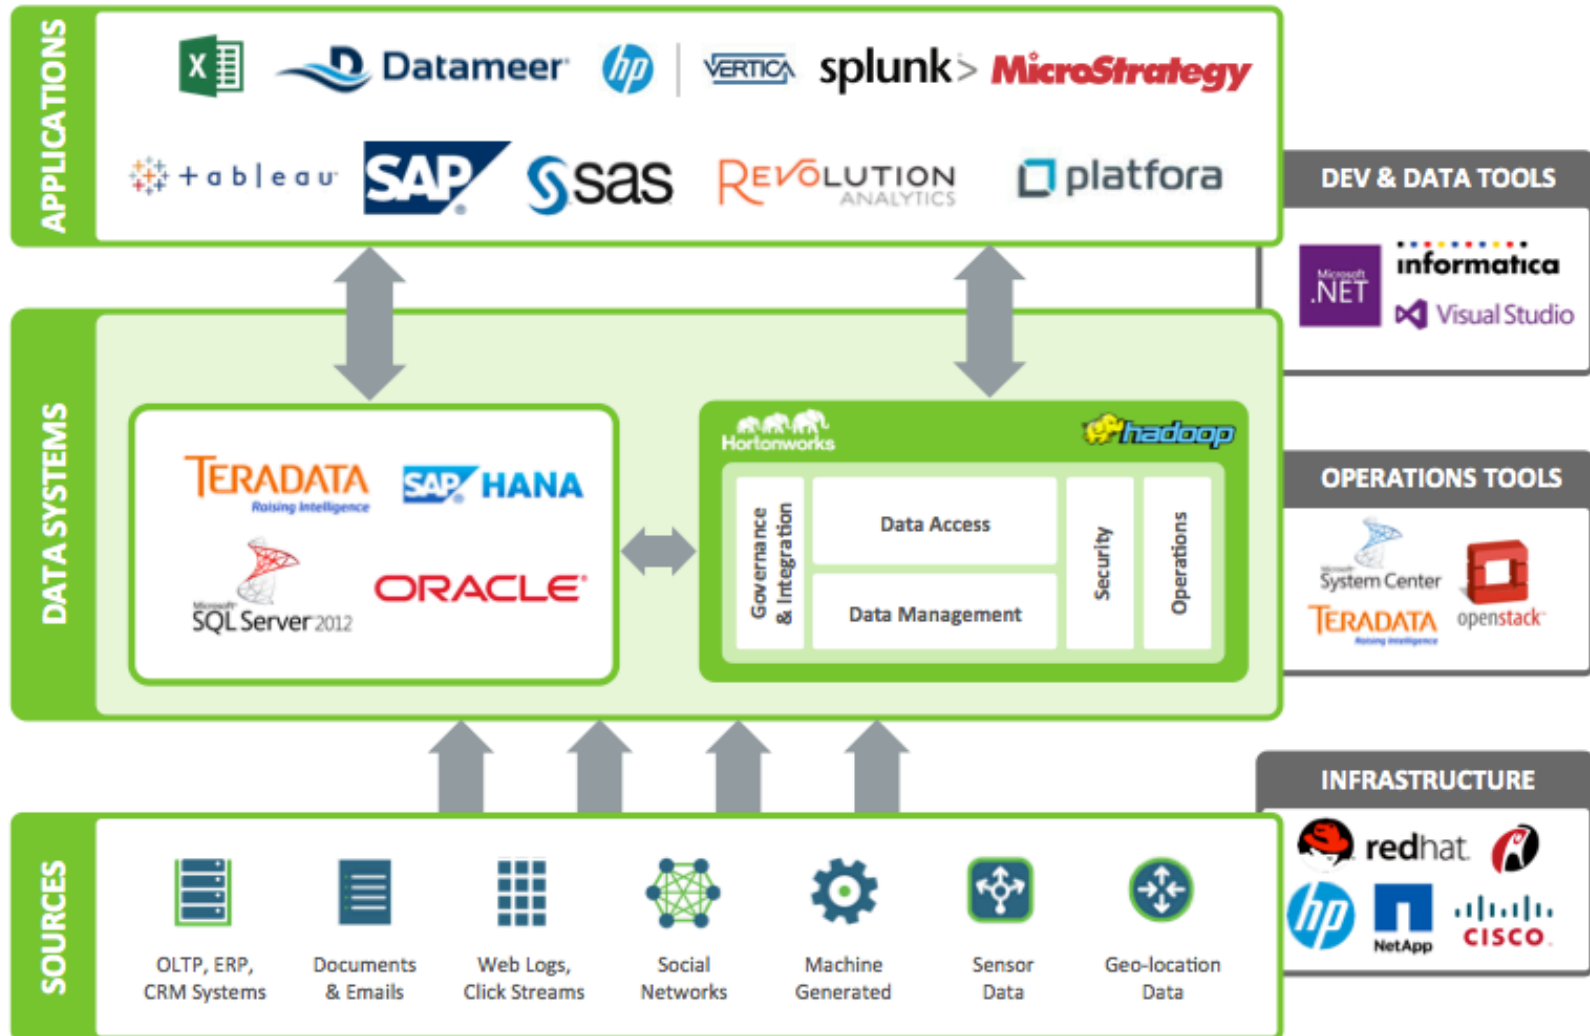 APPLICATIONS
X
Datameer
hp
VERTICA
splunk>
MicroStrategy
+ableau
SAP
®
sas
REVOLUTION
ANALYTICS
platfora
DEV & DATA TOOLS
Microsoft
.NET
informatica
Visual Studio
DATA SYSTEMS
TERADATA
Raising Intelligence
SAP HANA
Microsoft
SQL Server 2012
ORACLE
Hortonworks
hadoop
Governance
& Integration
Data Access
Data Management
Security
Operations
OPERATIONS TOOLS
Microsoft
System Center
TERADATA
Raising Intelligence
openstack
SOURCES
OLTP, ERP,
CRM Systems
Documents
& Emails
Web Logs,
Click Streams
Social
Networks
Machine
Generated
Sensor
Data
Geo-location
Data
INFRASTRUCTURE
redhat.
hp
NetApp
CISCO